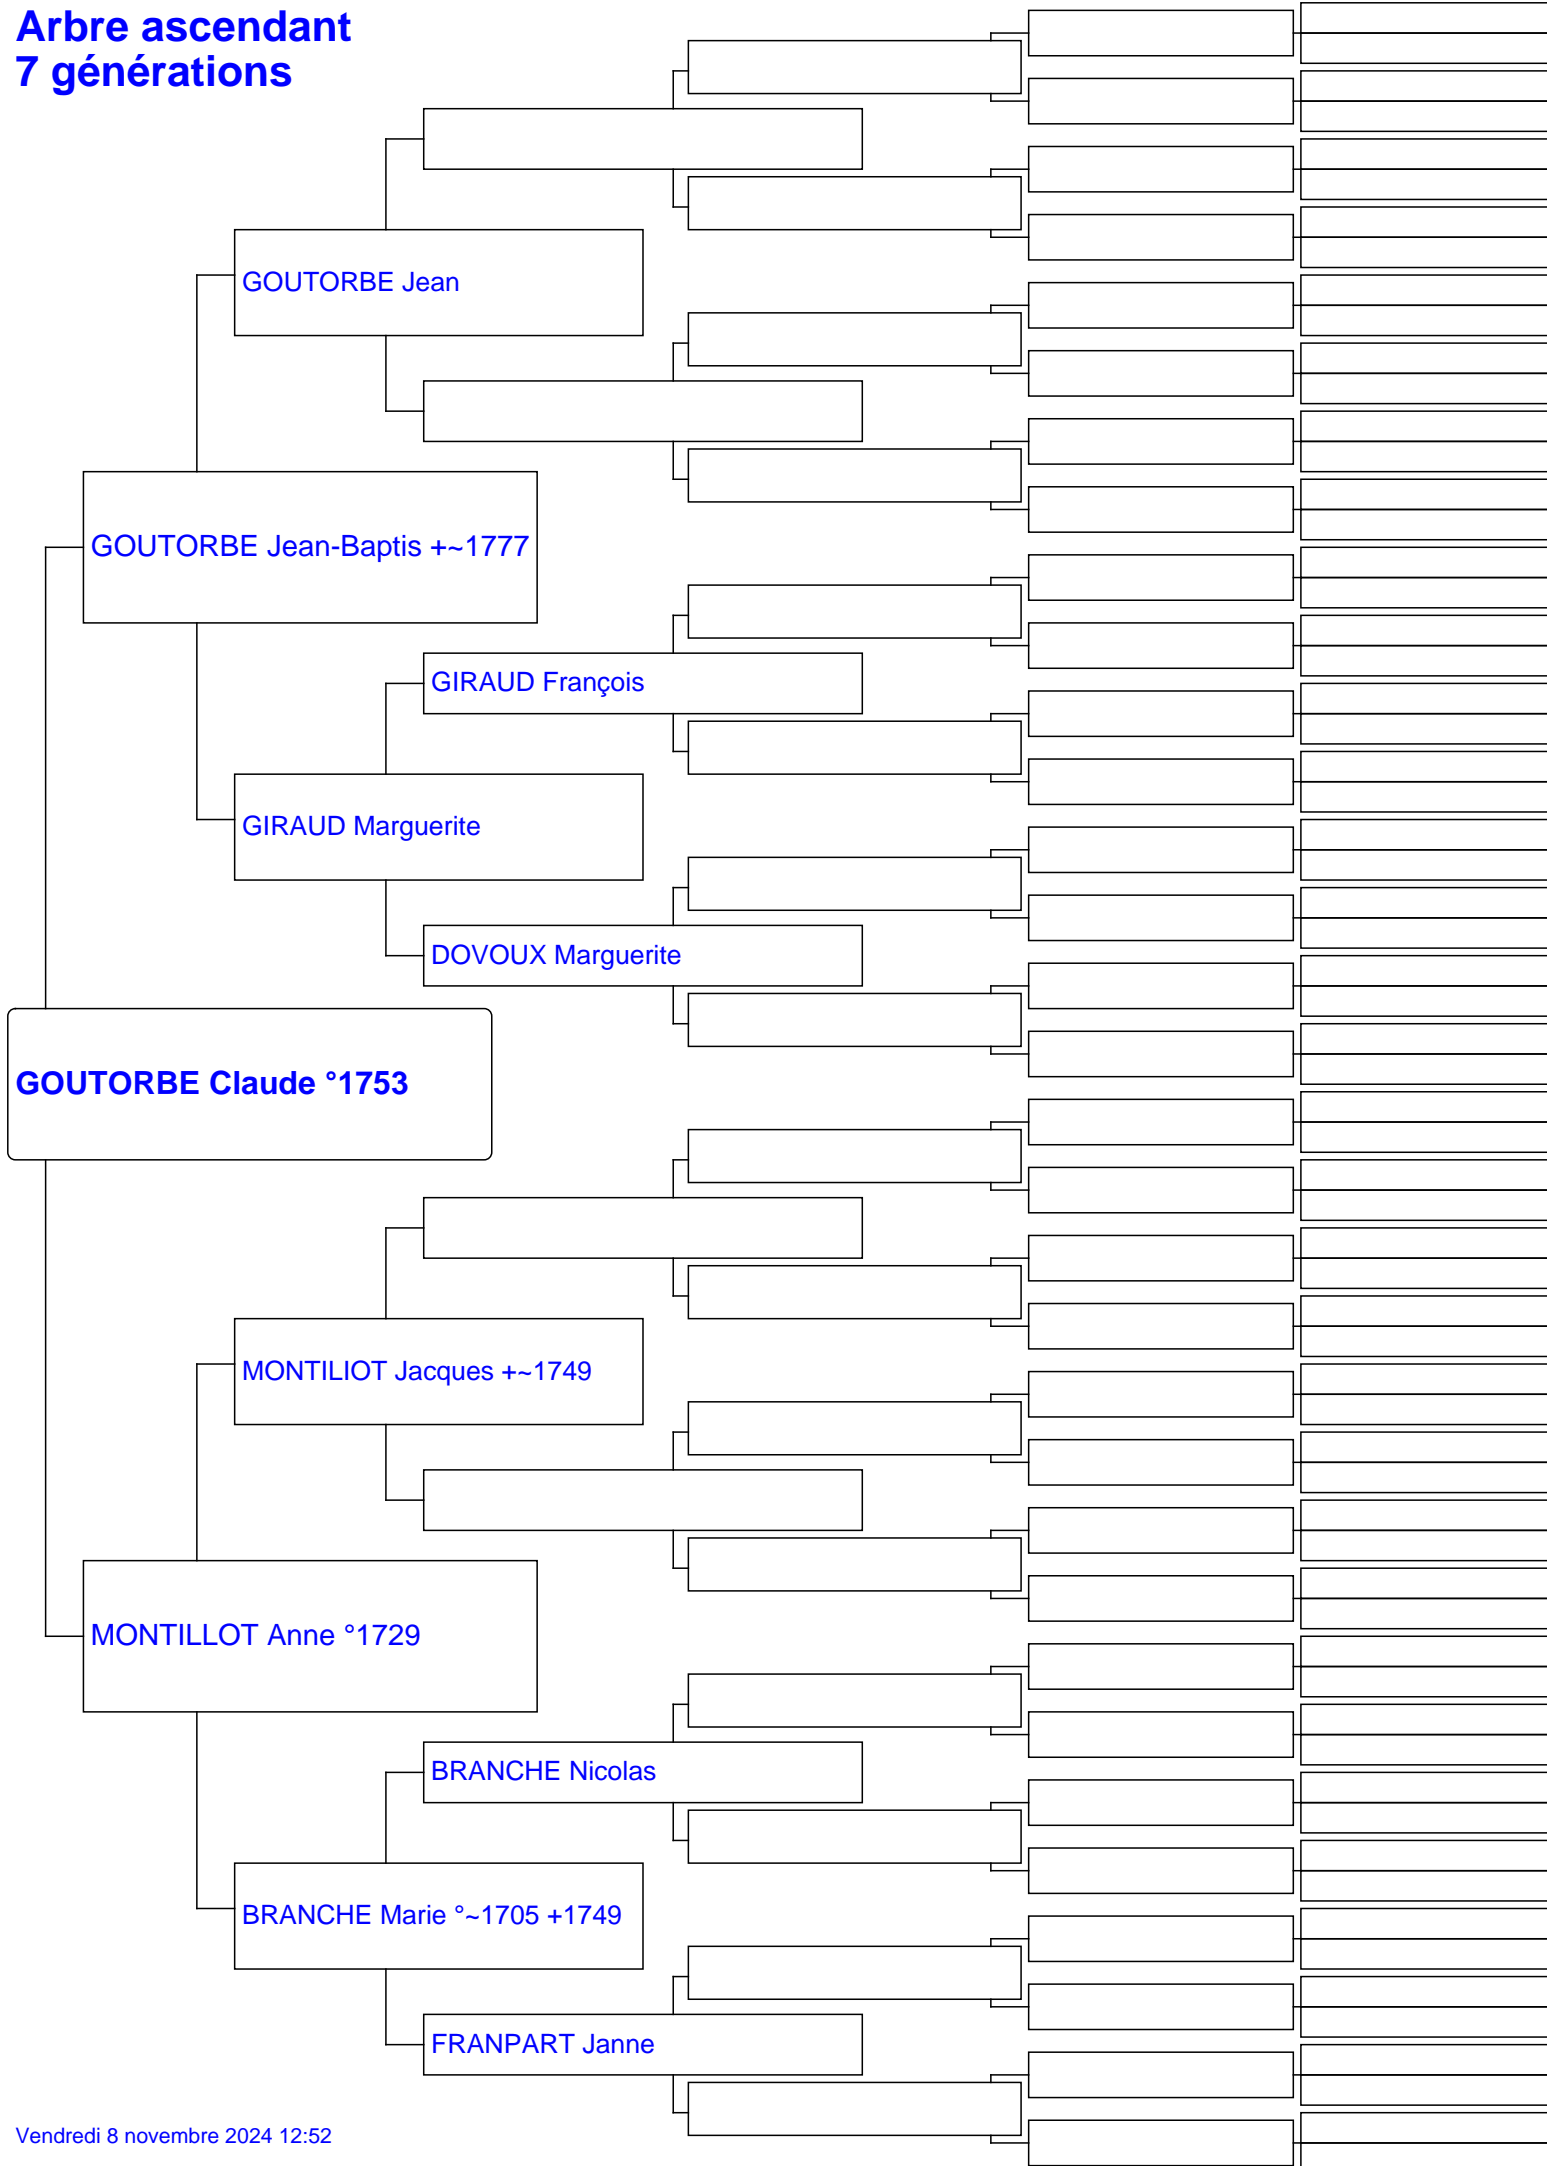 Arbre ascendant
7 générations
GOUTORBE Jean
GOUTORBE Jean-Baptis +~1777
GIRAUD François
GIRAUD Marguerite
DOVOUX Marguerite
GOUTORBE Claude °1753
MONTILIOT Jacques +~1749
MONTILLOT Anne °1729
BRANCHE Nicolas
BRANCHE Marie °~1705 +1749
FRANPART Janne
Vendredi 8 novembre 2024 12:52